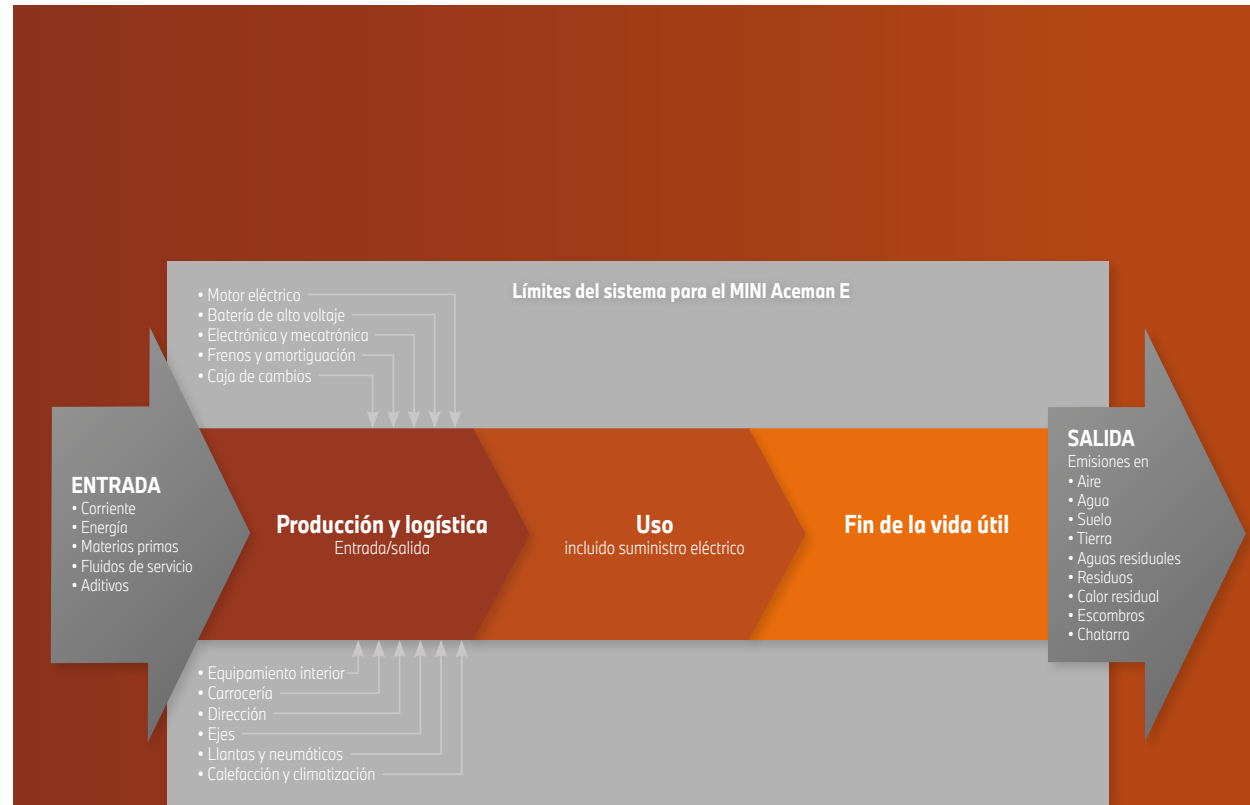 Límites del sistema para el MINI Aceman E
• Motor eléctrico
• Batería de alto voltaje
• Electrónica y mecatrónica
• Frenos y amortiguación
• Caja de cambios
ENTRADA
• Corriente
• Energía
• Materias primas
• Fluidos de servicio
• Aditivos
Producción y logística
Entrada/salida
Uso
incluido suministro eléctrico
Fin de la vida útil
SALIDA
Emisiones en
• Aire
• Agua
• Suelo
• Tierra
• Aguas residuales
• Residuos
• Calor residual
• Escombros
• Chatarra
• Equipamiento interior
• Carrocería
• Dirección
• Ejes
• Llantas y neumáticos
• Calefacción y climatización